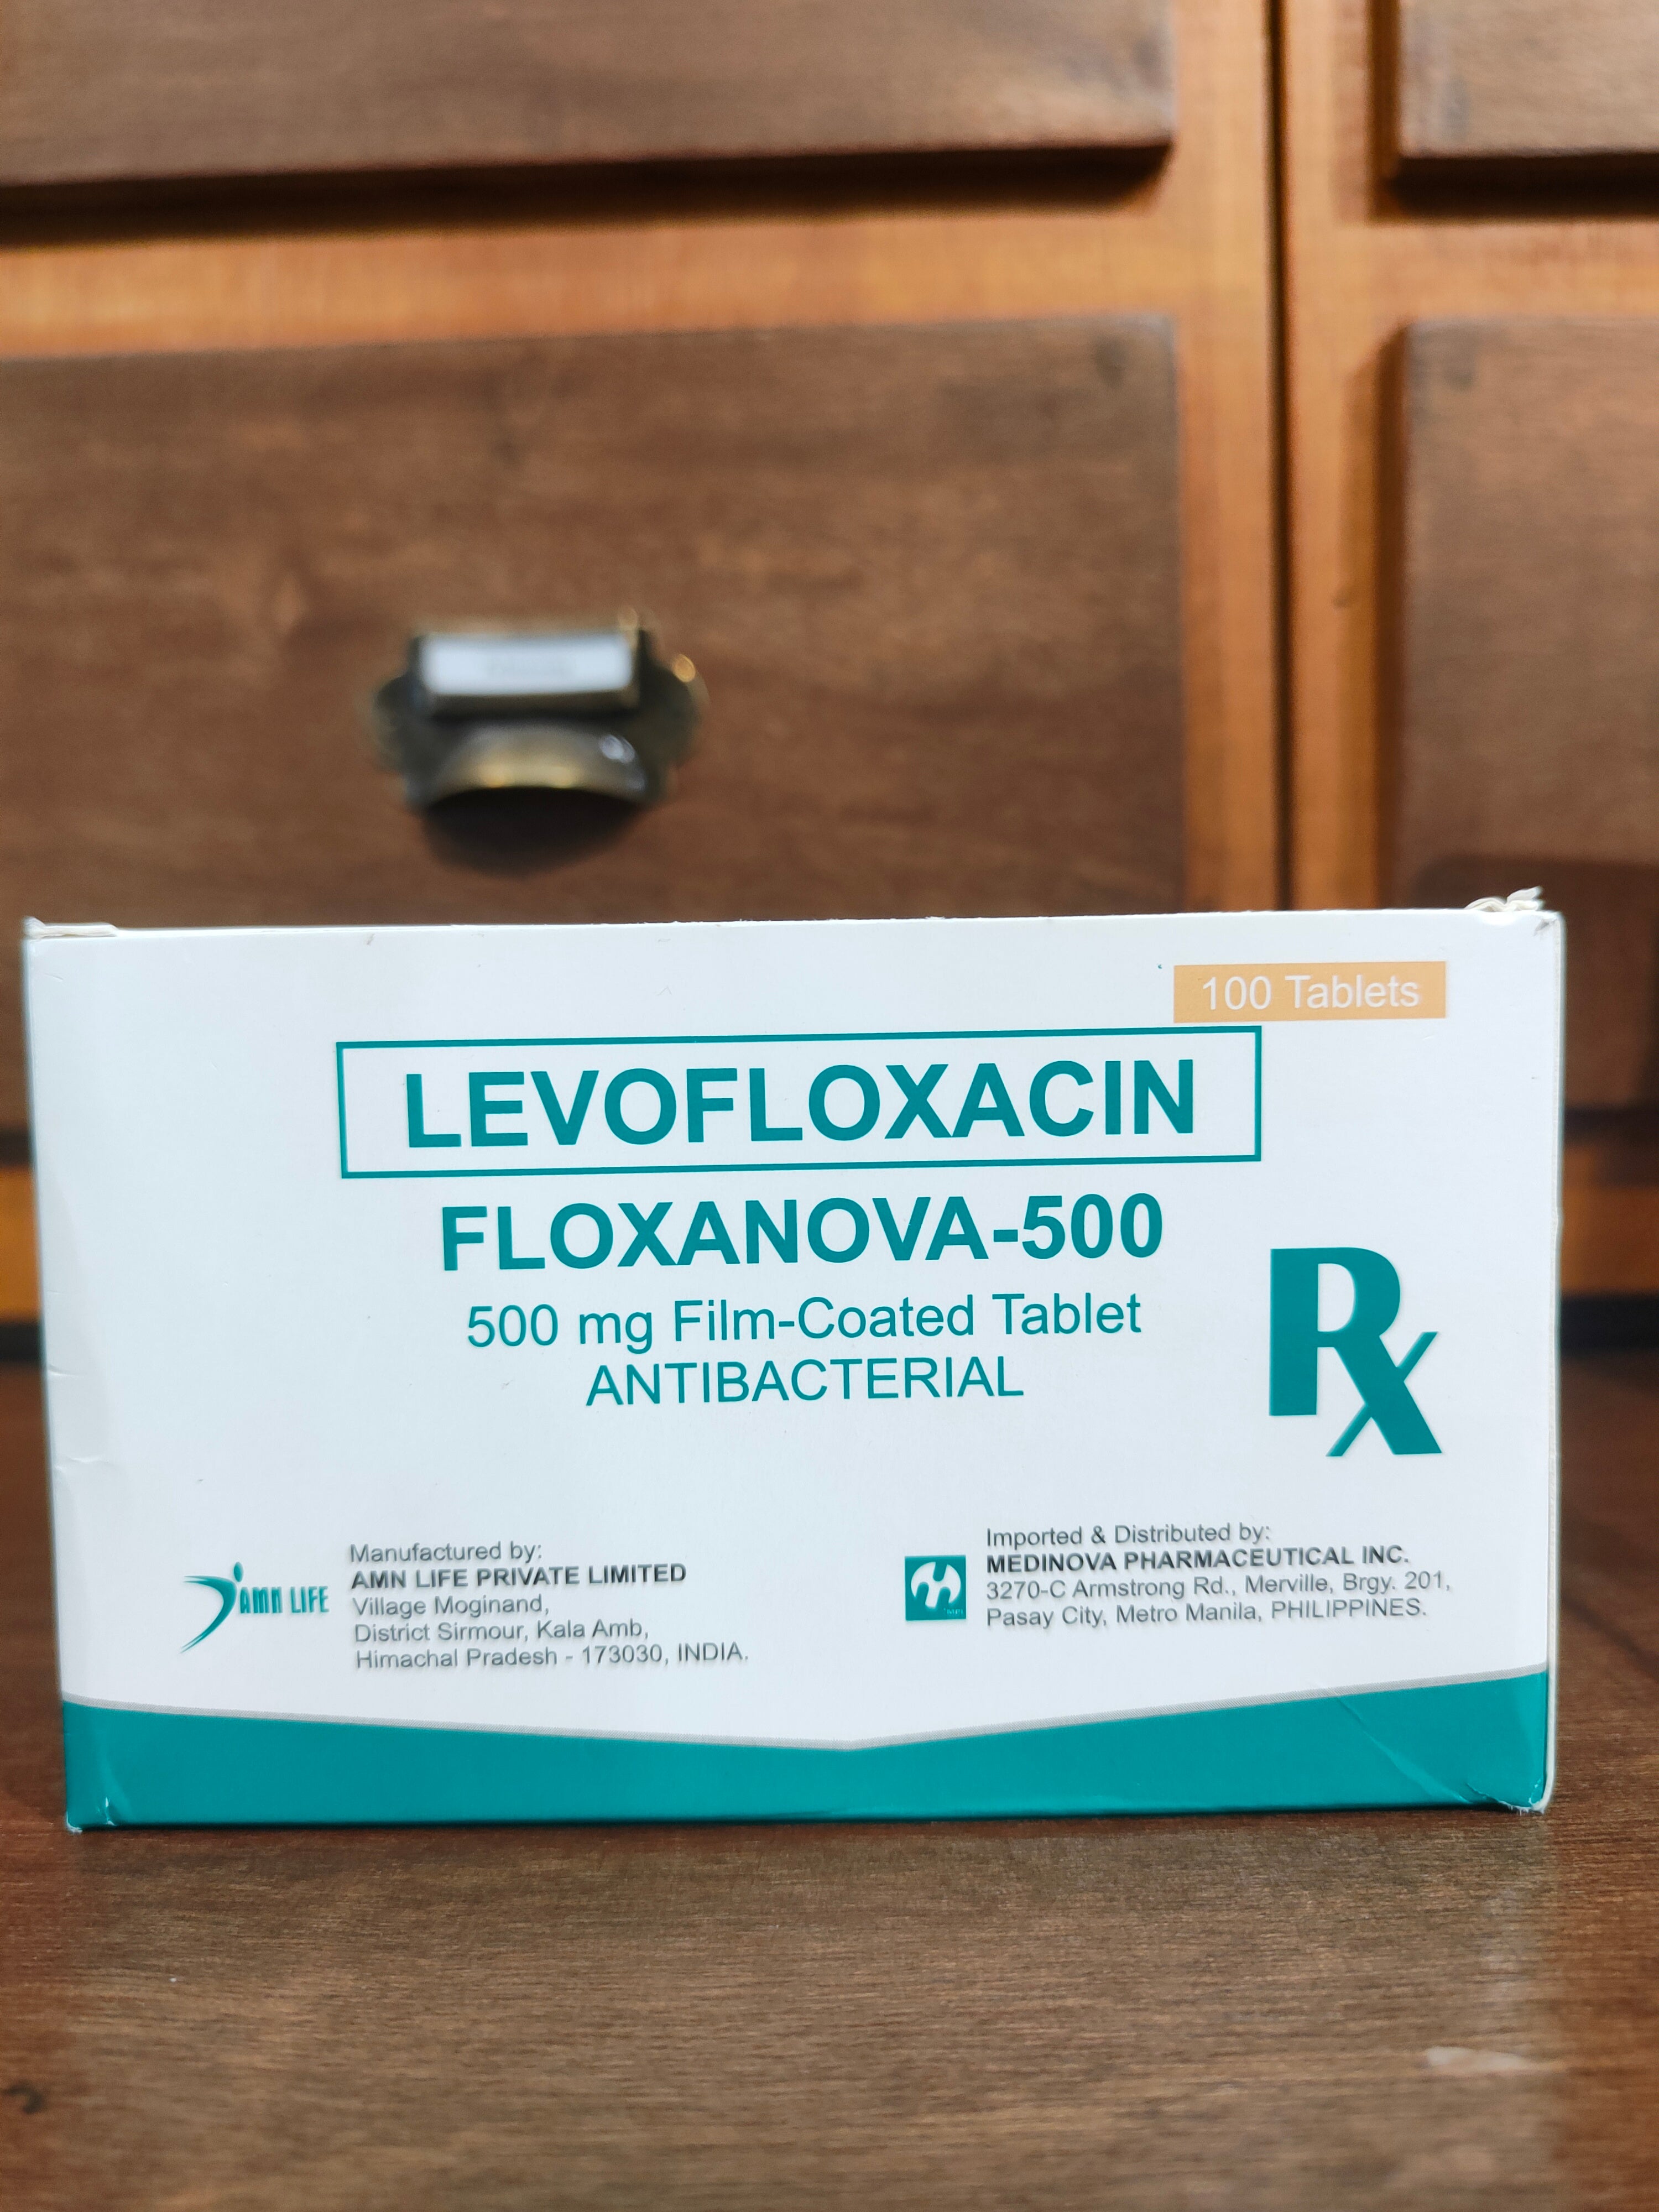 100 Tablets
LEVOFLOXACIN
FLOXANOVA-500
500 mg Film-Coated Tablet
ANTIBACTERIAL
Rx
AMN LIFE
Manufactured by:
AMN LIFE PRIVATE LIMITED
Village Moginand,
District Sirmour, Kala Amb,
Himachal Pradesh - 173030, INDIA.
Imported & Distributed by:
MEDINOVA PHARMACEUTICAL INC.
3270-C Armstrong Rd., Merville, Brgy. 201,
Pasay City, Metro Manila, PHILIPPINES.